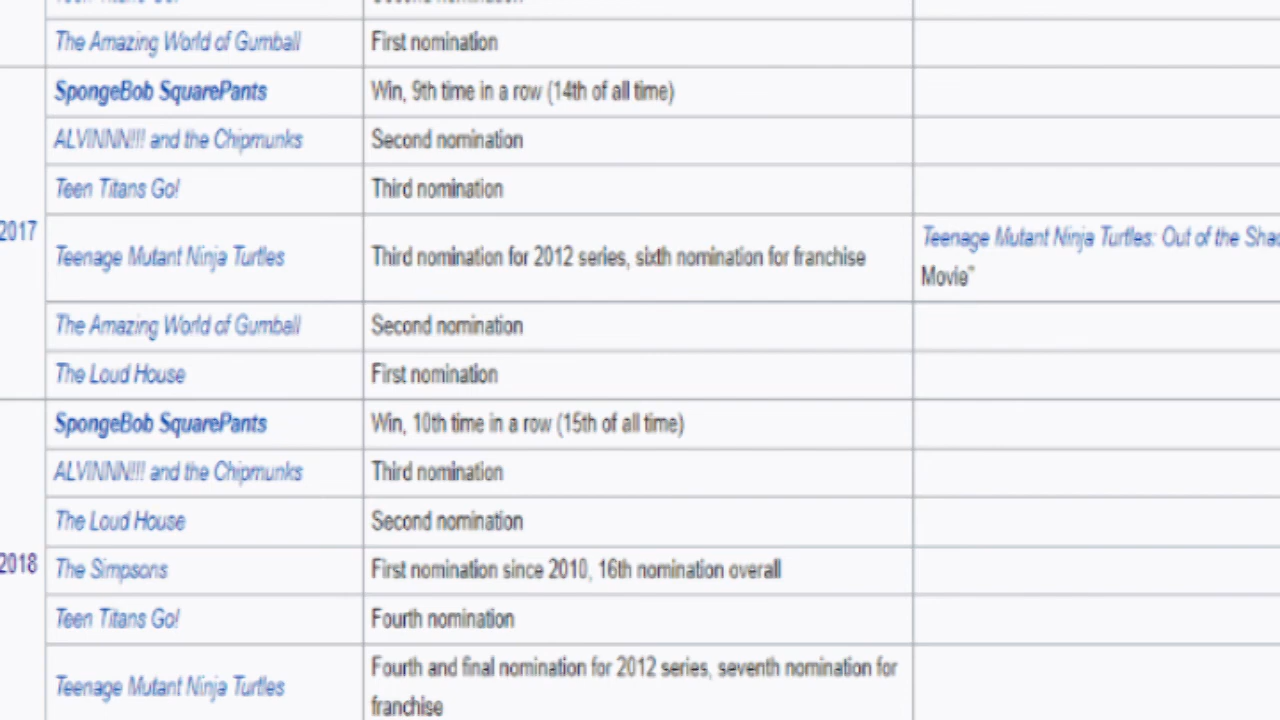 Teen Titans Go!
Second nomination
The Amazing World of Gumball
First nomination
2017
SpongeBob SquarePants
Win, 9th time in a row (14th of all time)
ALVINNN!!! and the Chipmunks
Second nomination
Teen Titans Go!
Third nomination
Teenage Mutant Ninja Turtles
Third nomination for 2012 series, sixth nomination for franchise
Teenage Mutant Ninja Turtles: Out of the
Movie"
The Amazing World of Gumball
Second nomination
The Loud House
First nomination
2018
SpongeBob SquarePants
Win, 10th time in a row (15th of all time)
ALVINNN!!! and the Chipmunks
Third nomination
The Loud House
Second nomination
The Simpsons
First nomination since 2010, 16th nomination overall
Teen Titans Go!
Fourth nomination
Teenage Mutant Ninja Turtles
Fourth and final nomination for 2012 series, seventh nomination for
franchise